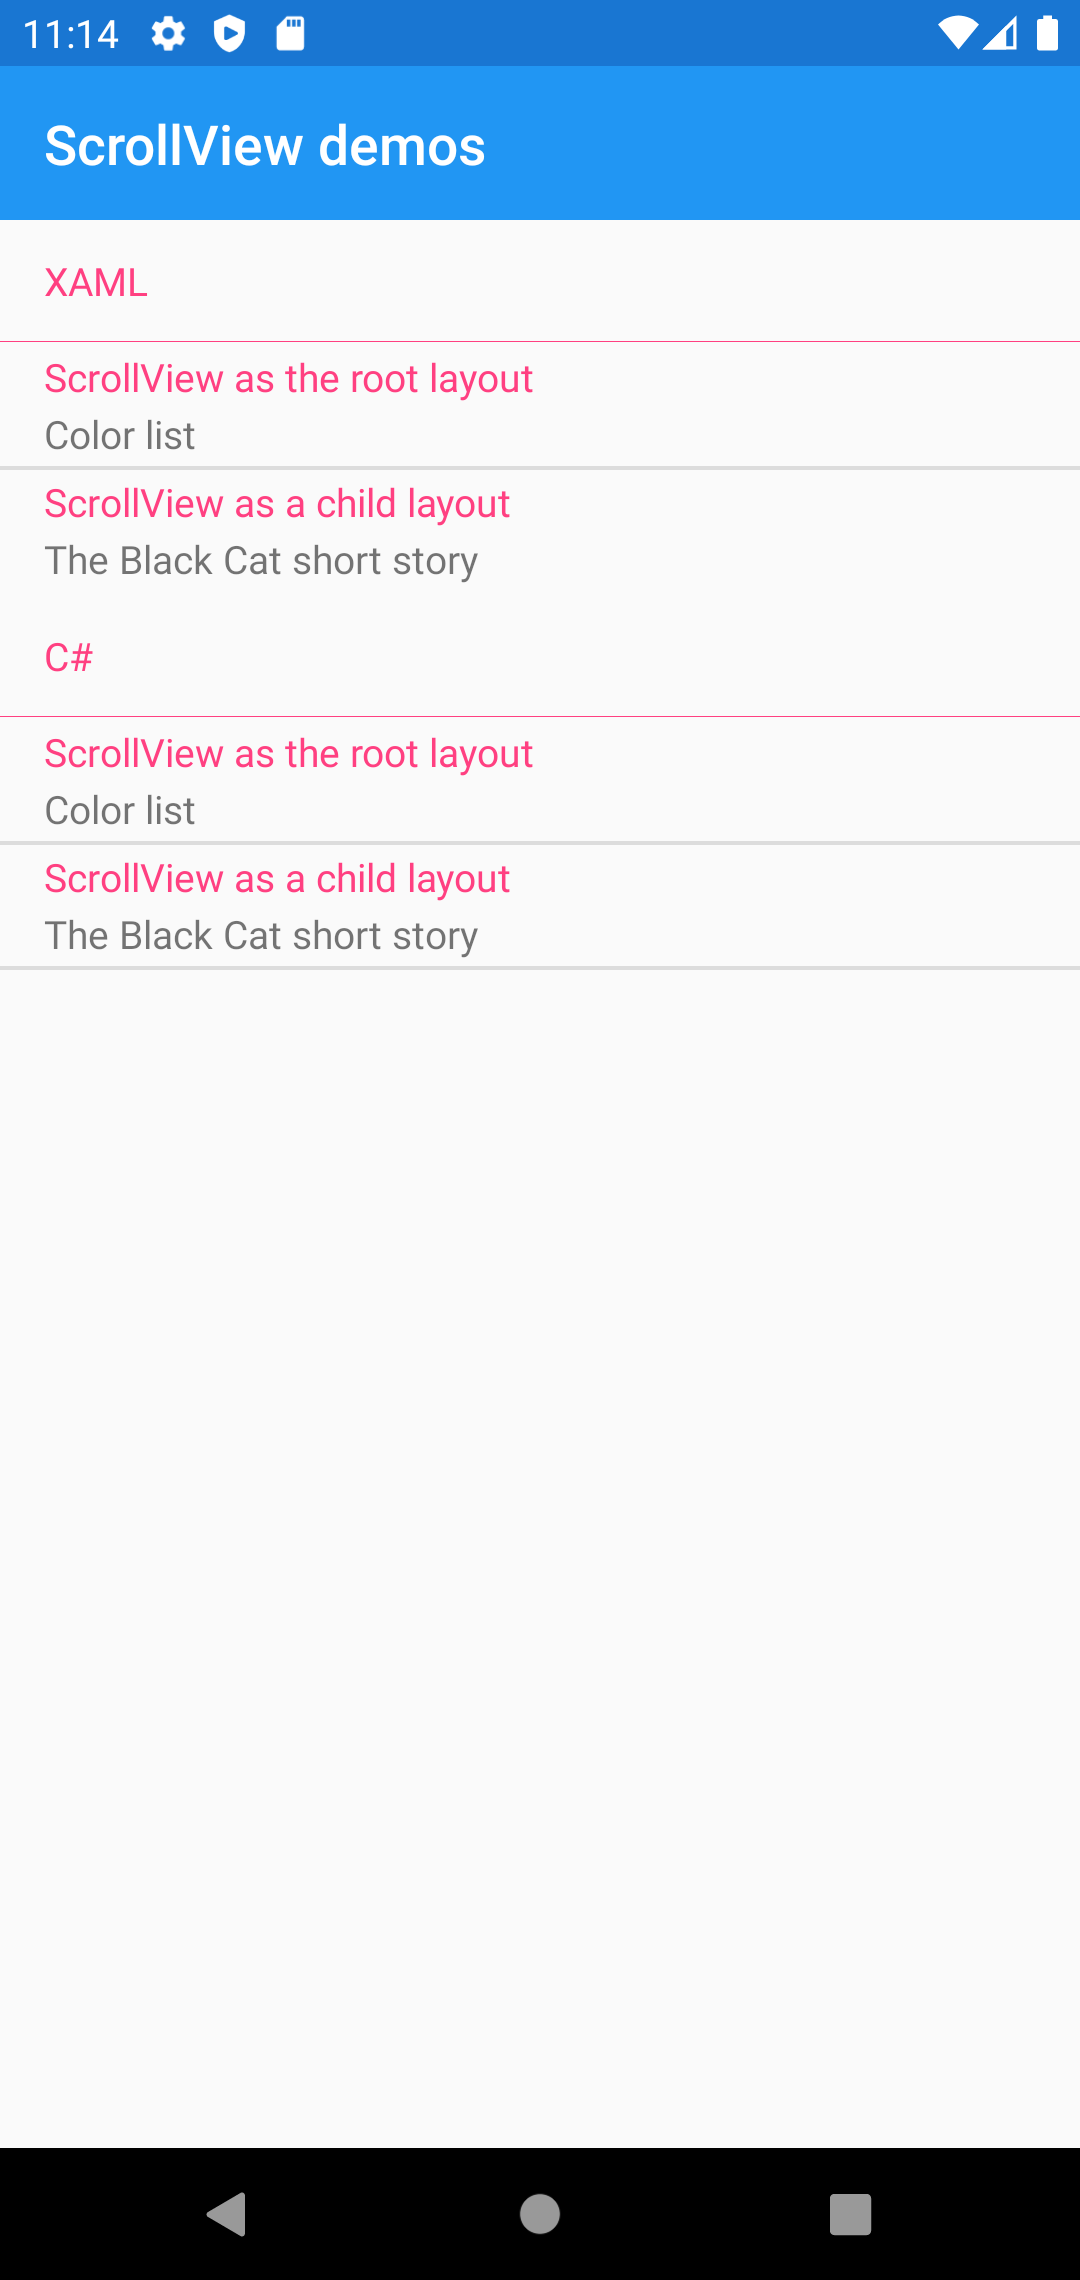 11:14
ScrollView demos
XAML
ScrollView as the root layout
Color list
ScrollView as a child layout
The Black Cat short story
C#
ScrollView as the root layout
Color list
ScrollView as a child layout
The Black Cat short story